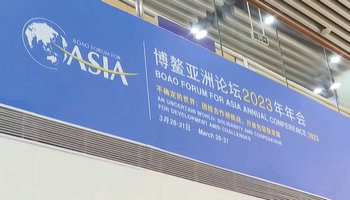 BOAO FORUM FOR
ASIA
博鳌亚洲论坛2023年年会
BOAO FORUM FOR ASIA ANNUAL CONFERENCE 2023
不确定的世界：团结合作迎挑战，开放包容促发展
AN UNCERTAIN WORLD: SOLIDARITY AND COOPERATION
FOR DEVELOPMENT AMID CHALLENGES
3月28-31日 March 28-31